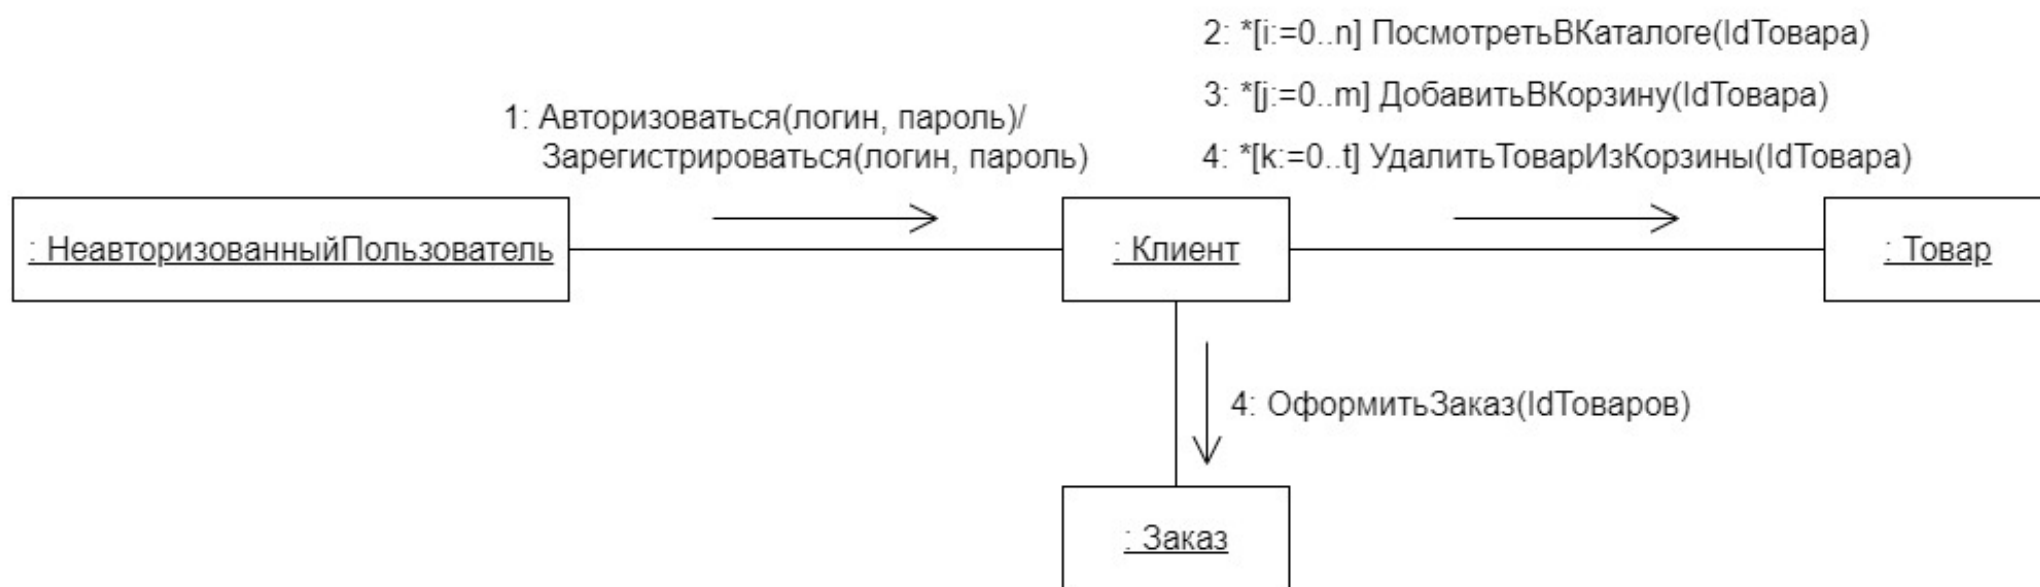 2: *[i:=0..n] ПосмотретьВКаталоге(IdТовара)
3: *[j:=0..m] ДобавитьВКорзину(IdТовара)
1: Авторизоваться(логин, пароль)/
Зарегистрироваться(логин, пароль)
4: *[k:=0..t] УдалитьТоварИзКорзины(IdТовара)
: НеавторизованныйПользователь
: Клиент
: Товар
4: ОформитьЗаказ(IdТоваров)
: Заказ